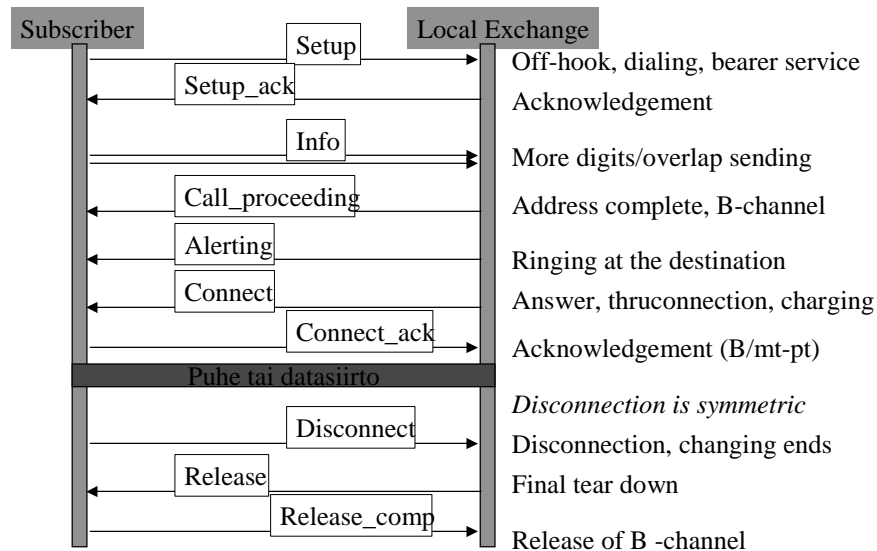 Subscriber
Local Exchange
Setup
Off-hook, dialing, bearer service
Setup_ack
Acknowledgement
Info
More digits/overlap sending
Call_proceeding
Address complete, B-channel
Alerting
Ringing at the destination
Connect
Answer, thruconnection, charging
Connect_ack
Acknowledgement (B/mt-pt)
Puhe tai datasiirto
Disconnection is symmetric
Disconnect
Disconnection, changing ends
Release
Final tear down
Release_comp
Release of B -channel